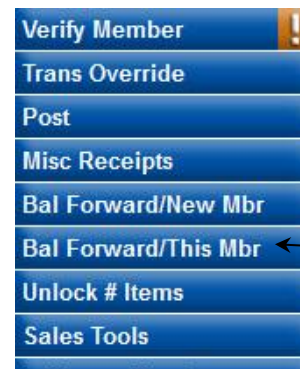 Verify Member
Trans Override
Post
Misc Receipts
Bal Forward/New Mbr
Bal Forward/This Mbr
Unlock # Items
Sales Tools